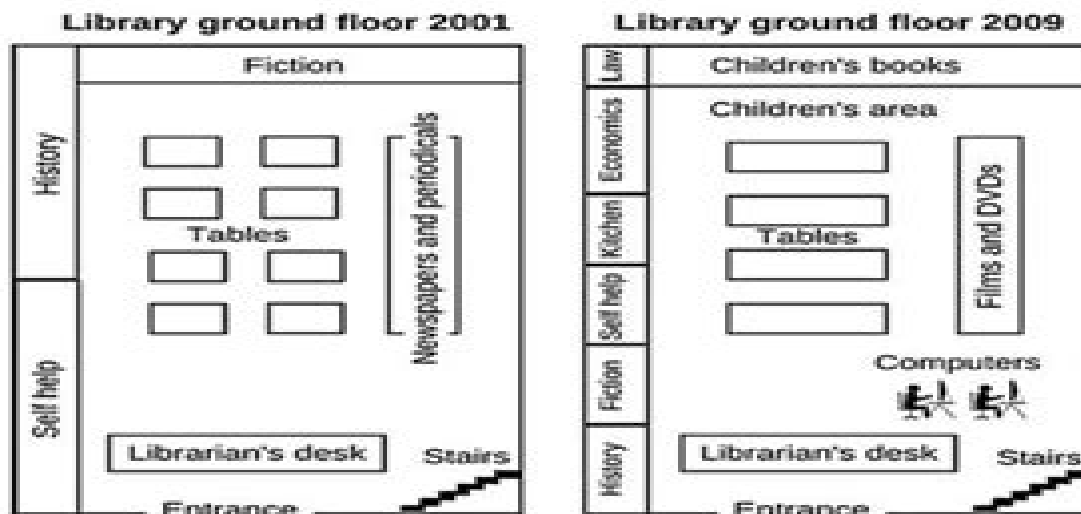 Library ground floor 2001
Fiction
History
Newspapers and periodicals
Tables
Self help
Librarian's desk
Stairs
Entrance
Library ground floor 2009
Law
Children's books
Children's area
Economics
Films and DVDs
Kitchen
Tables
Self help
Computers
Fiction
History
Librarian's desk
Stairs
Entrance